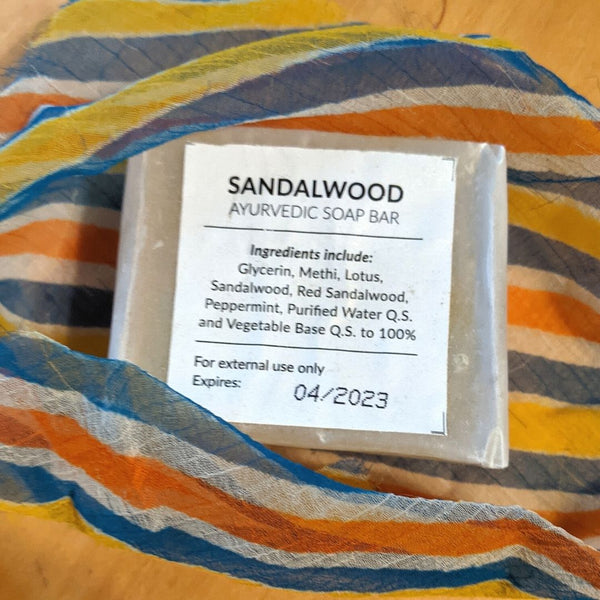 SANDALWOOD
AYURVEDIC SOAP BAR
Ingredients include:
Glycerin, Methi, Lotus,
Sandalwood, Red Sandalwood,
Peppermint, Purified Water Q.S.
and Vegetable Base Q.S. to 100%
For external use only
Expires: 04/2023